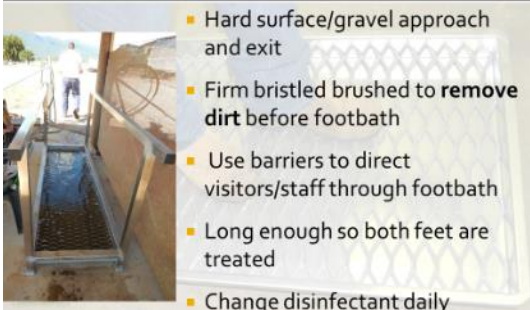 Hard surface/gravel approach
and exit
Firm bristled brushed to remove
dirt before footbath
Use barriers to direct
visitors/staff through footbath
Long enough so both feet are
treated
Change disinfectant daily